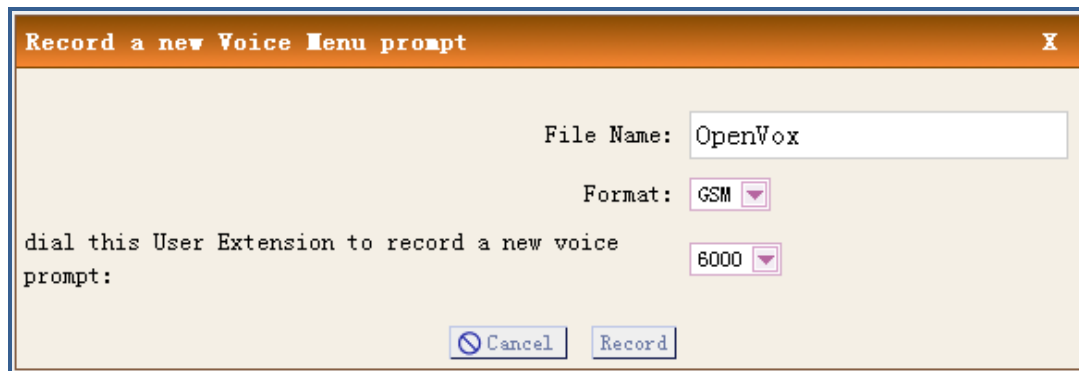 Record a new Voice Menu prompt X
File Name: OpenVox
Format: GSM
dial this User Extension to record a new voice
prompt: 6000
Cancel Record